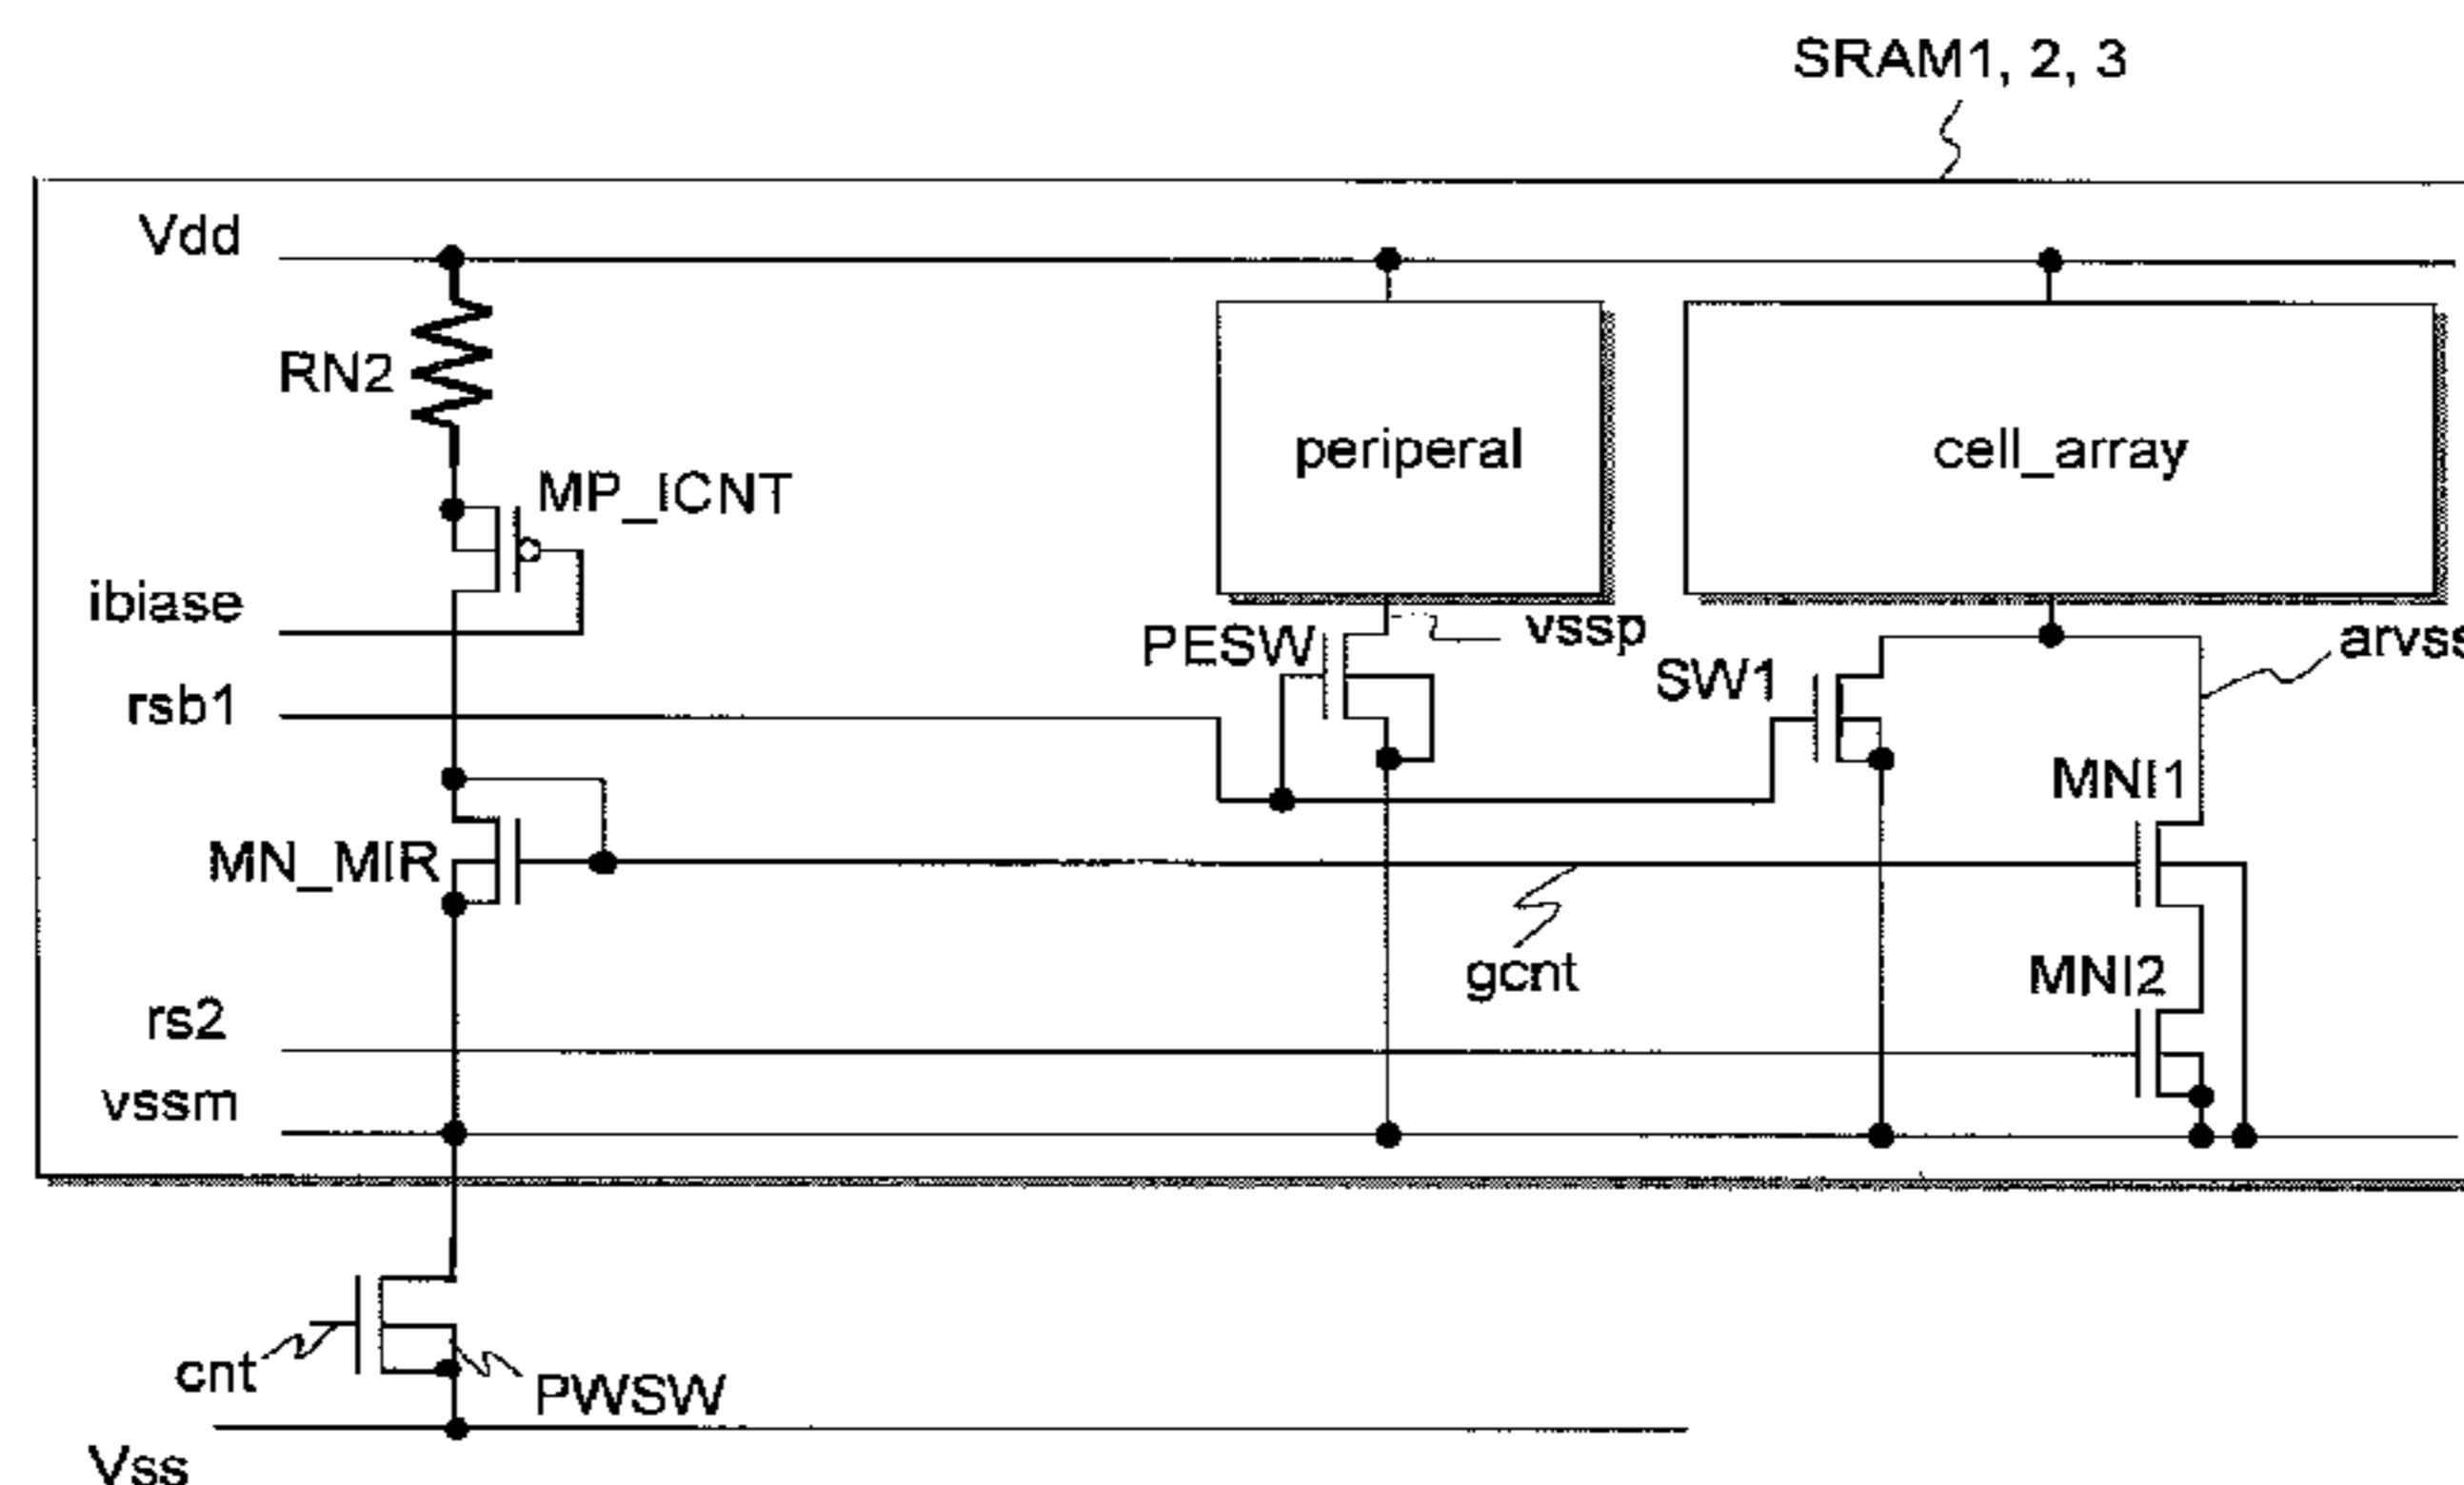 SRAM1, 2, 3
Vdd
RN2
MP_ICNT
periperal
cell_array
ibiase
PESW
vssp
SW1
arvss
rsb1
MNI1
MN_MIR
gcnt
MNI2
rs2
vssm
cnt
PWSW
Vss